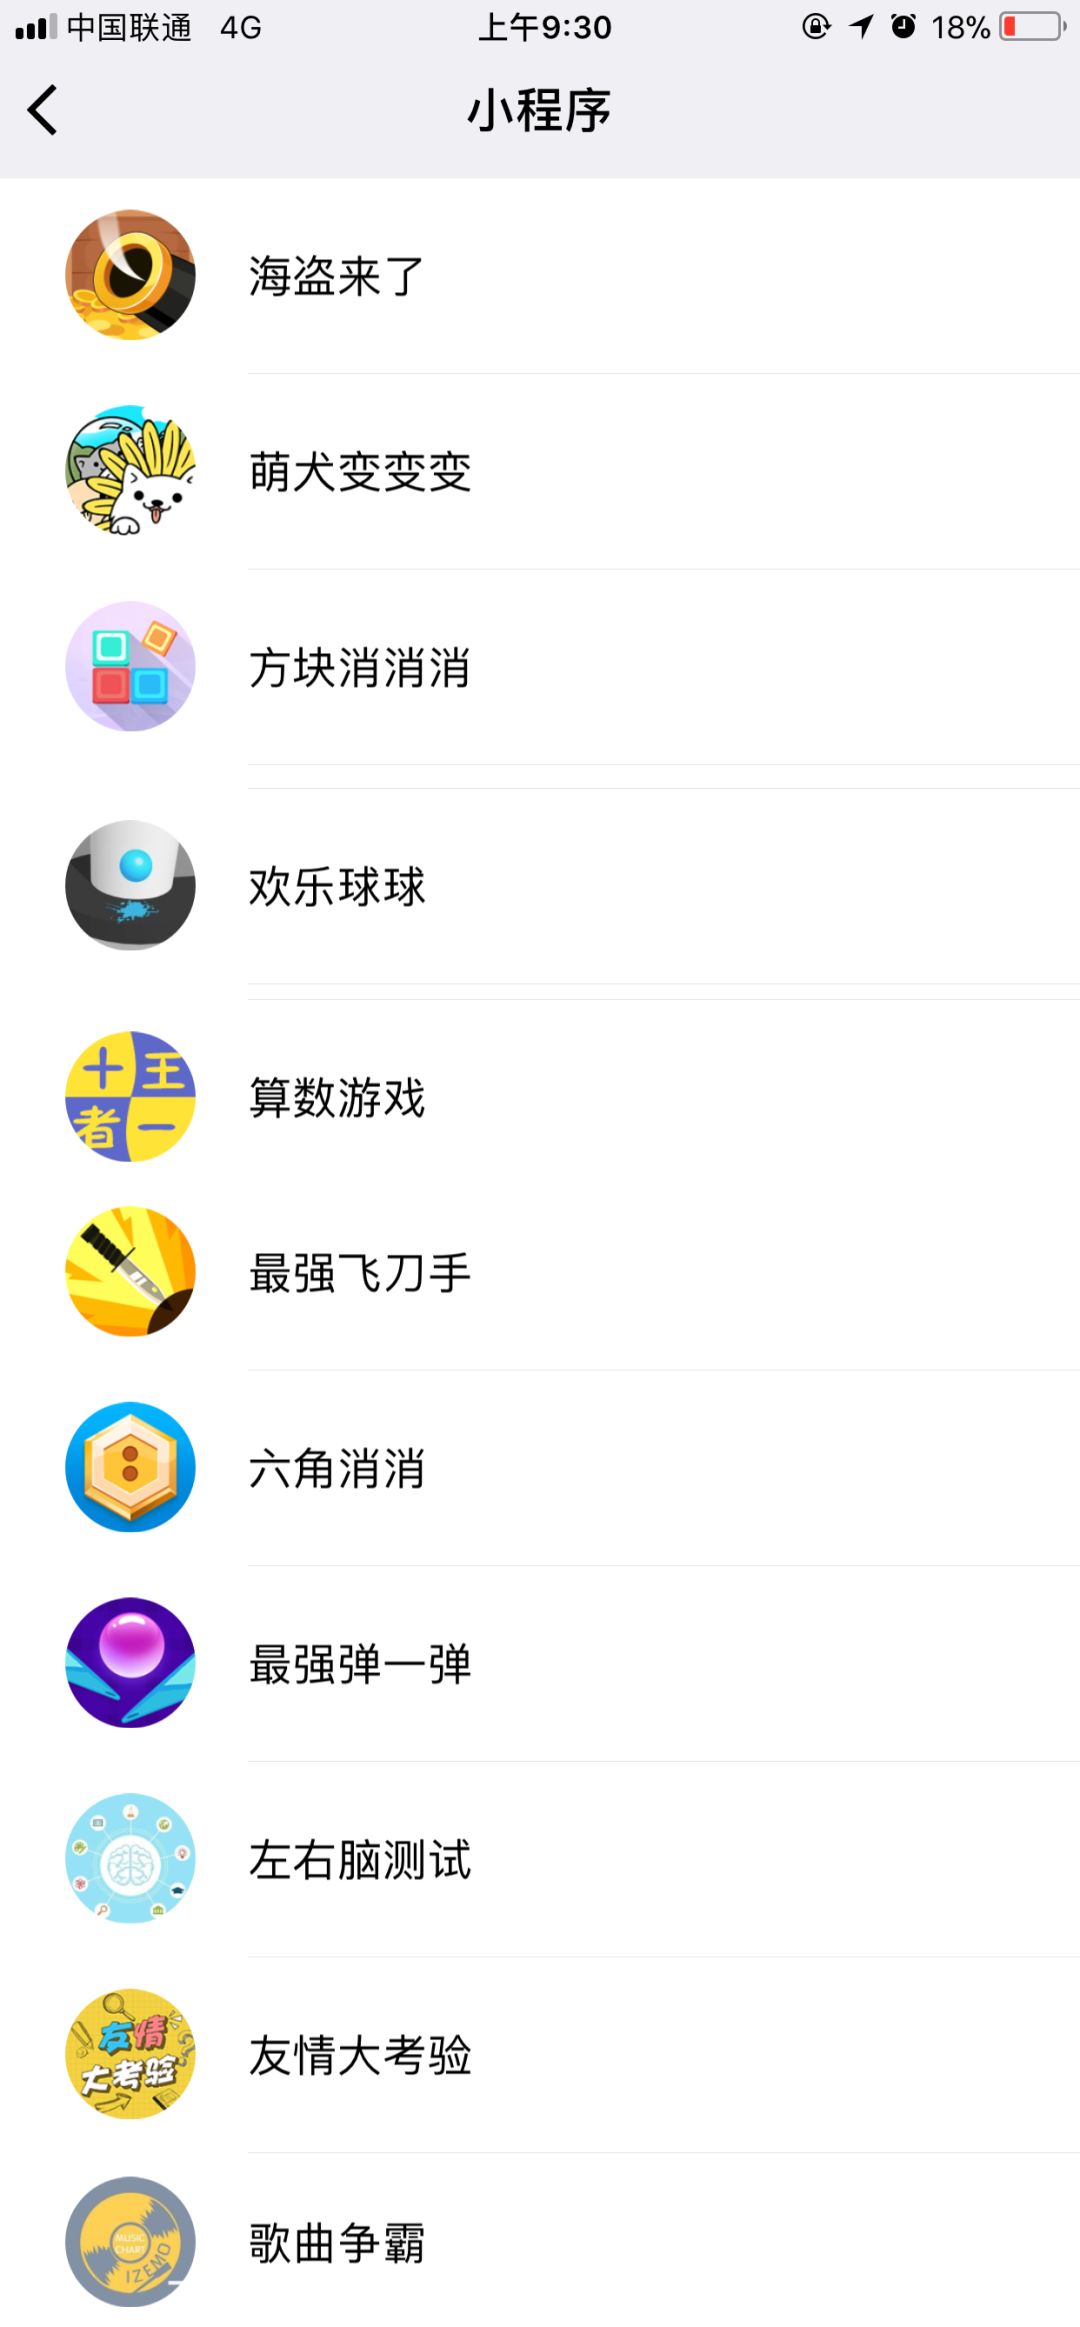 中国联通 4G 上午9:30 18%
小程序
海盗来了
萌犬变变变
方块消消消
欢乐球球
十王
者一
算数游戏
最强飞刀手
六角消消
最强弹一弹
左右脑测试
友情
大考验
友情大考验
MUSIC
CHART
IZEMO
歌曲争霸